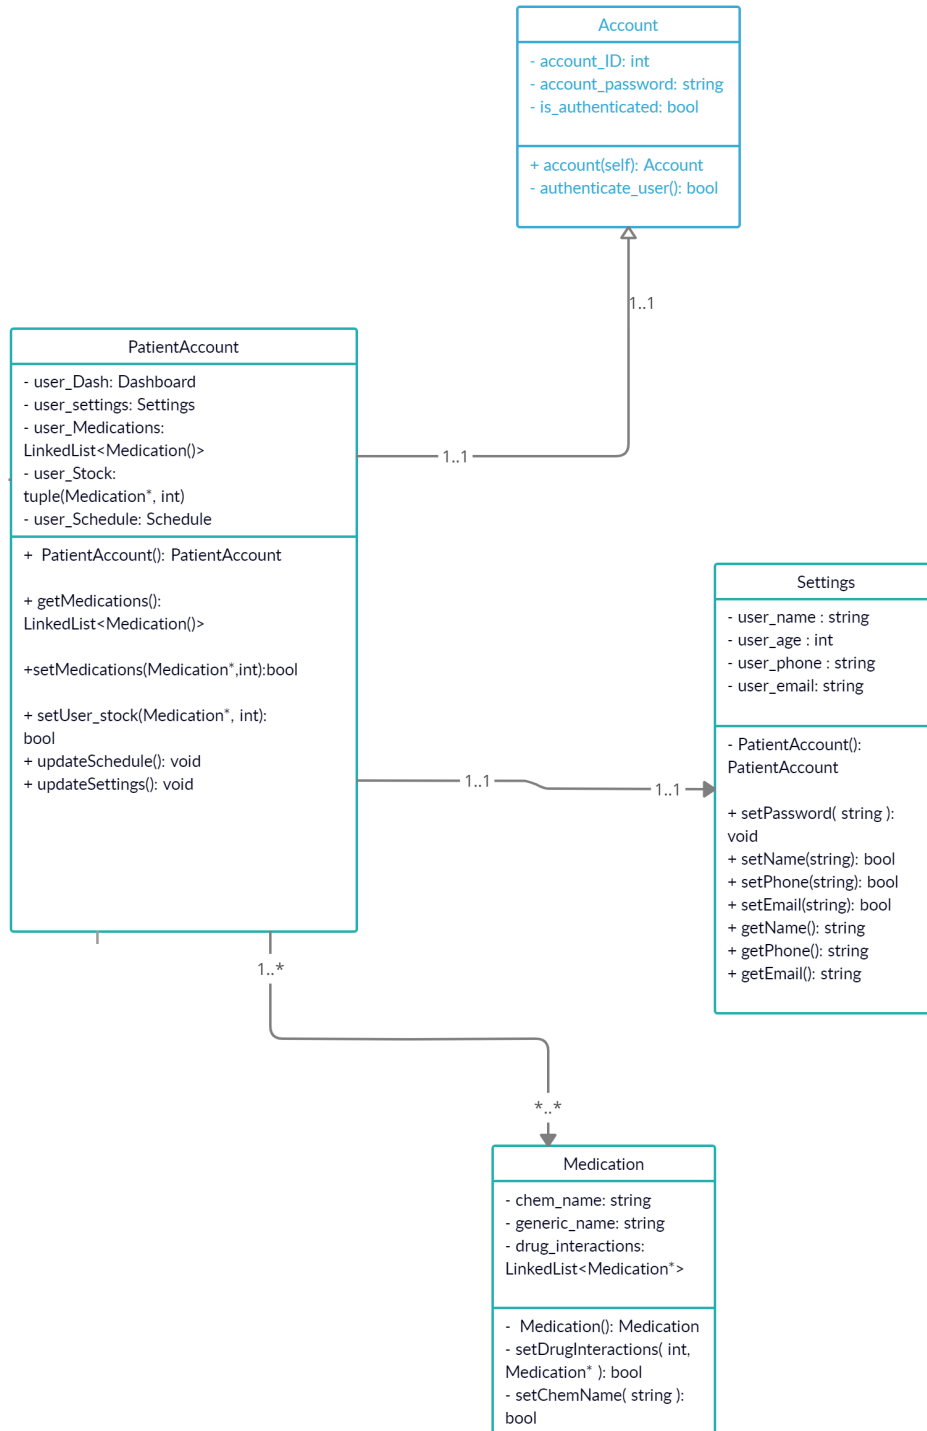 Account
- account_ID: int
- account_password: string
- is_authenticated: bool
+ account(self): Account
- authenticate_user(): bool
1..1
PatientAccount
- user_Dash: Dashboard
- user_settings: Settings
- user_Medications:
LinkedList<Medication()>
- user_Stock:
tuple(Medication*, int)
- user_Schedule: Schedule
+  PatientAccount(): PatientAccount
+ getMedications():
LinkedList<Medication()>
+setMedications(Medication*,int):bool
+ setUser_stock(Medication*, int):
bool
+ updateSchedule(): void
+ updateSettings(): void
1..1
Settings
- user_name : string
- user_age : int
- user_phone : string
- user_email: string
- PatientAccount():
PatientAccount
+ setPassword( string ):
void
+ setName(string): bool
+ setPhone(string): bool
+ setEmail(string): bool
+ getName(): string
+ getPhone(): string
+ getEmail(): string
1..1
1..1
1..*
*..*
Medication
- chem_name: string
- generic_name: string
- drug_interactions:
LinkedList<Medication*>
-  Medication(): Medication
- setDrugInteractions( int,
Medication* ): bool
- setChemName( string ):
bool